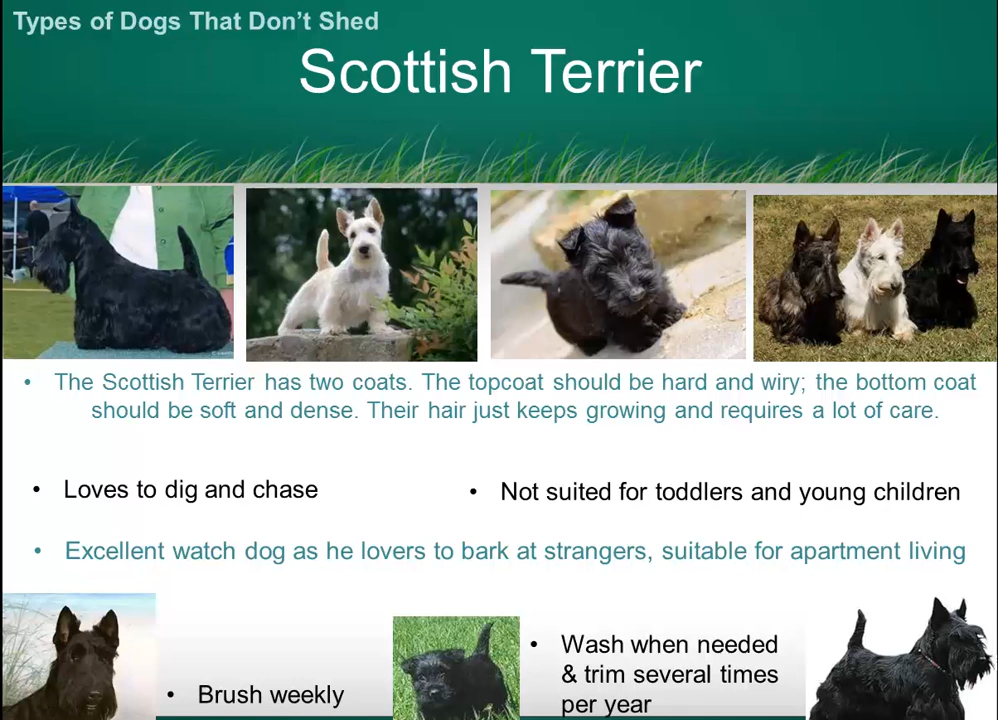 Types of Dogs That Don't Shed
Scottish Terrier
• The Scottish Terrier has two coats. The topcoat should be hard and wiry; the bottom coat
should be soft and dense. Their hair just keeps growing and requires a lot of care.
• Loves to dig and chase
• Not suited for toddlers and young children
• Excellent watch dog as he lovers to bark at strangers, suitable for apartment living
• Brush weekly
• Wash when needed
& trim several times
per year